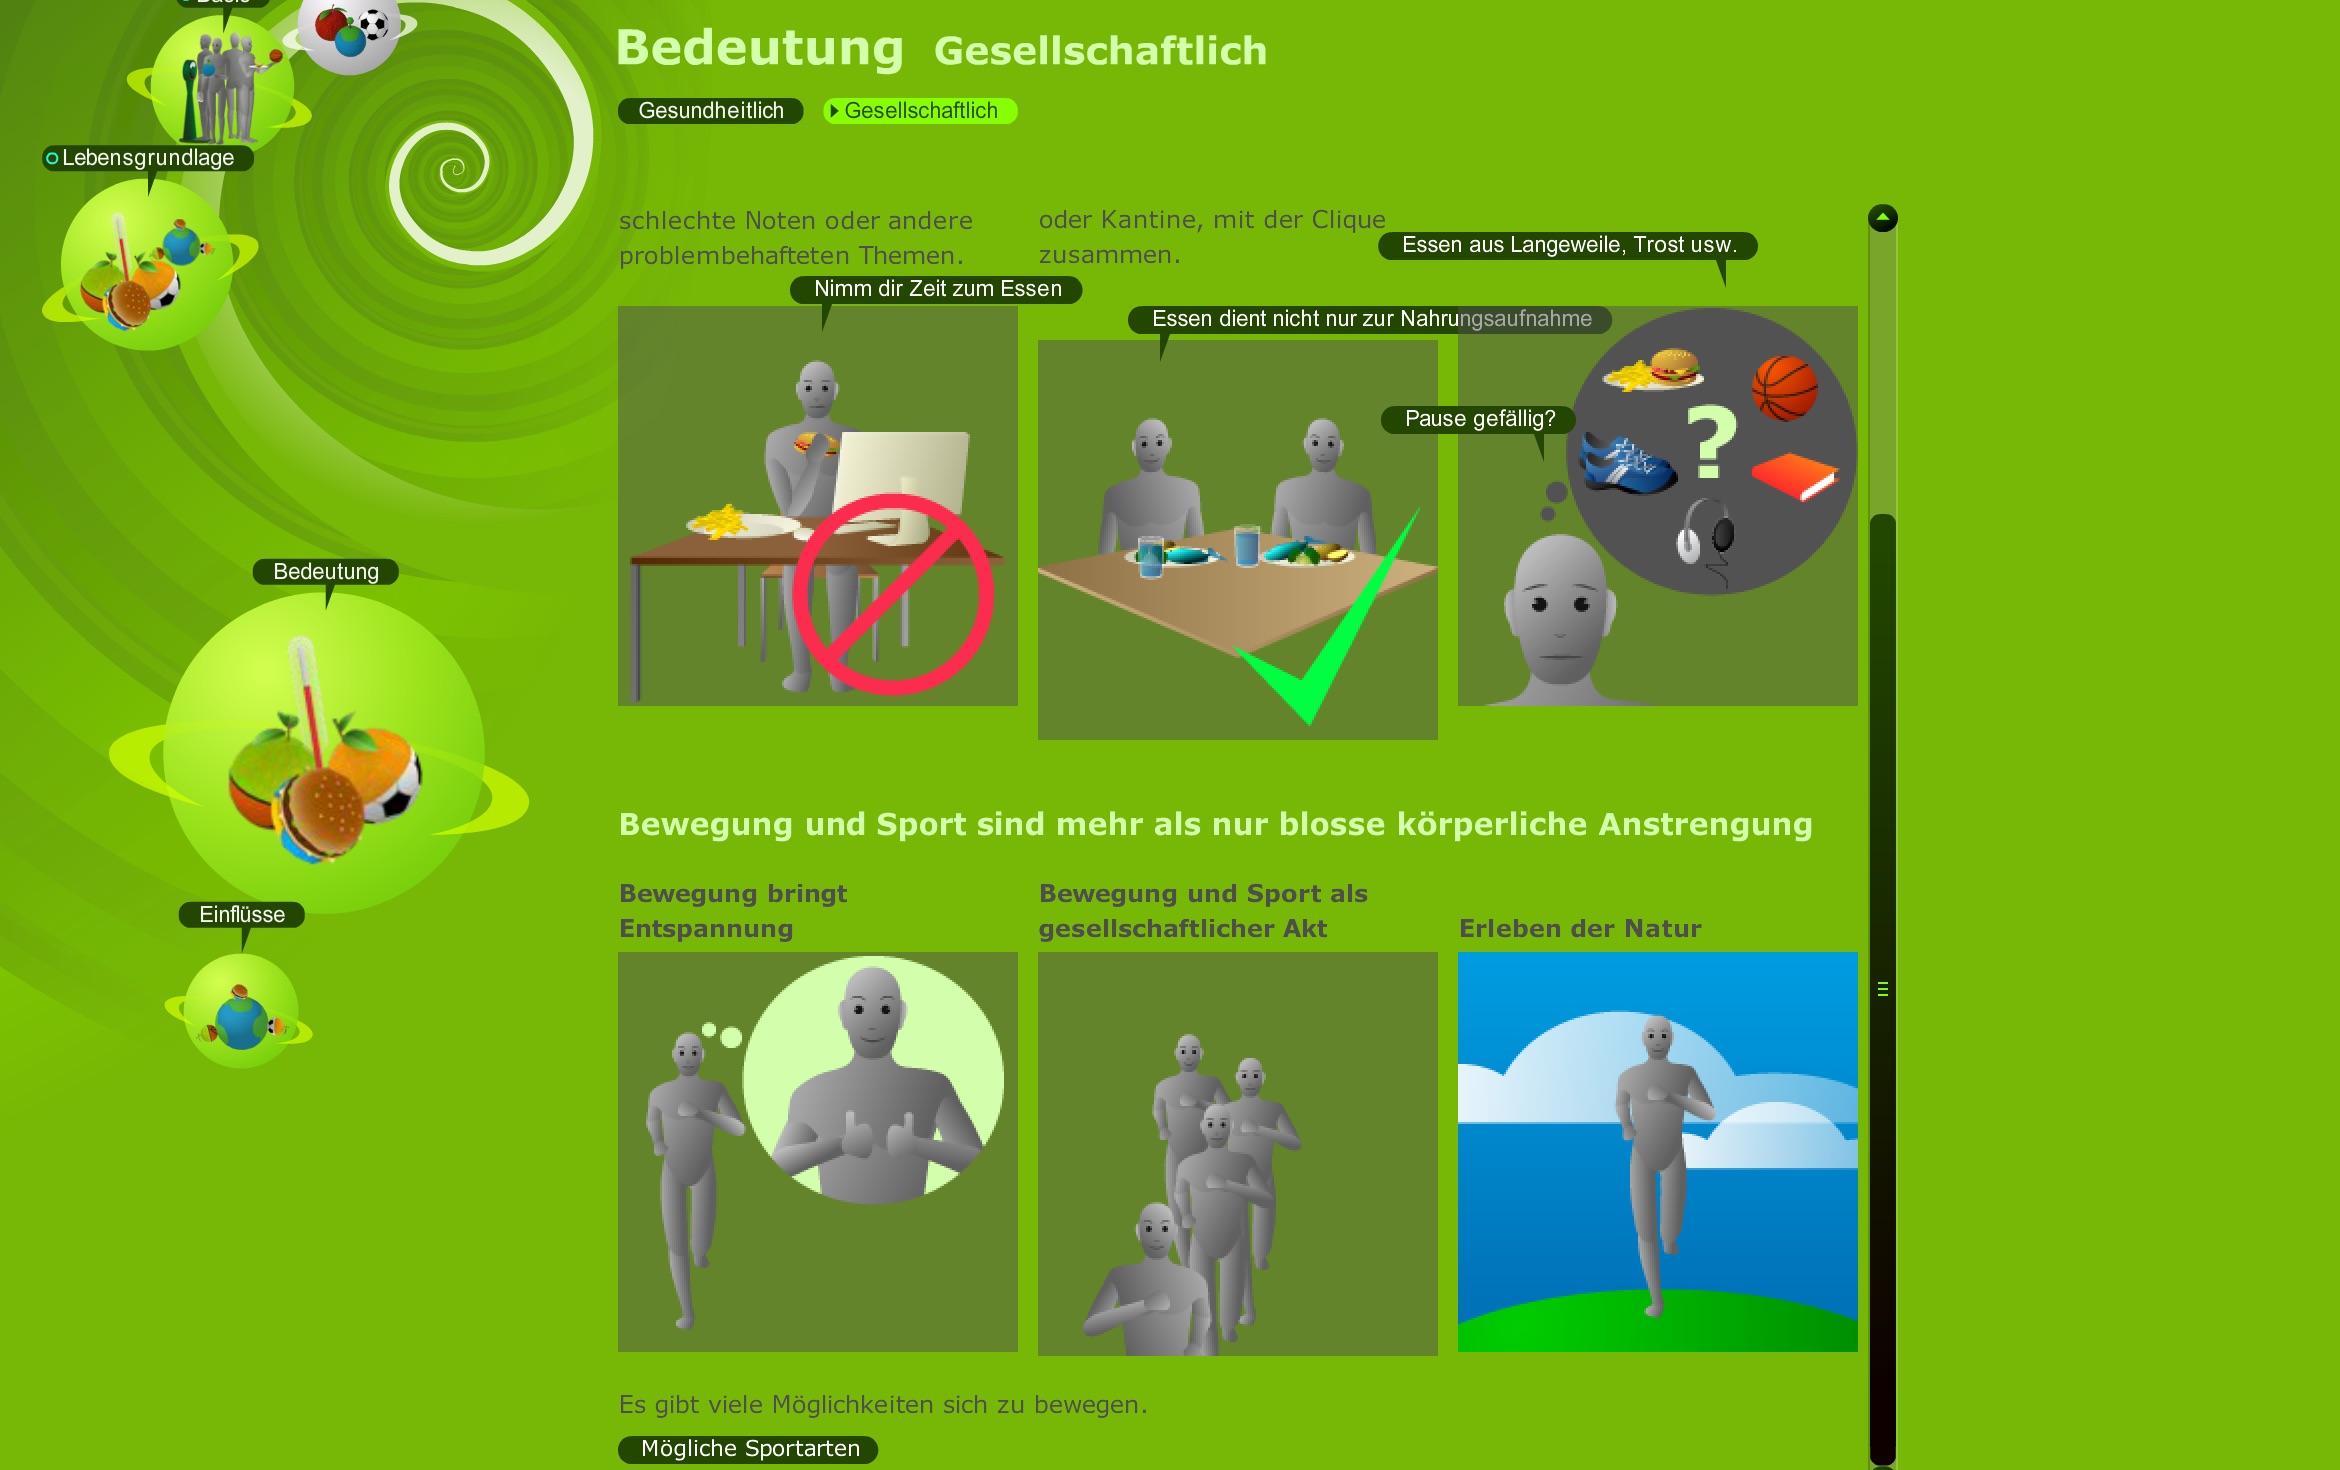 Basis
Lebensgrundlage
Bedeutung
Einflüsse
Bedeutung Gesellschaftlich
Gesundheitlich
Gesellschaftlich
schlechte Noten oder andere
problembehafteten Themen.
oder Kantine, mit der Clique
zusammen.
Essen aus Langeweile, Trost usw.
Nimm dir Zeit zum Essen
Essen dient nicht nur zur Nahrungsaufnahme
Pause gefällig?
?
Bewegung und Sport sind mehr als nur blosse körperliche Anstrengung
Bewegung bringt
Entspannung
Bewegung und Sport als
gesellschaftlicher Akt
Erleben der Natur
Es gibt viele Möglichkeiten sich zu bewegen.
Mögliche Sportarten